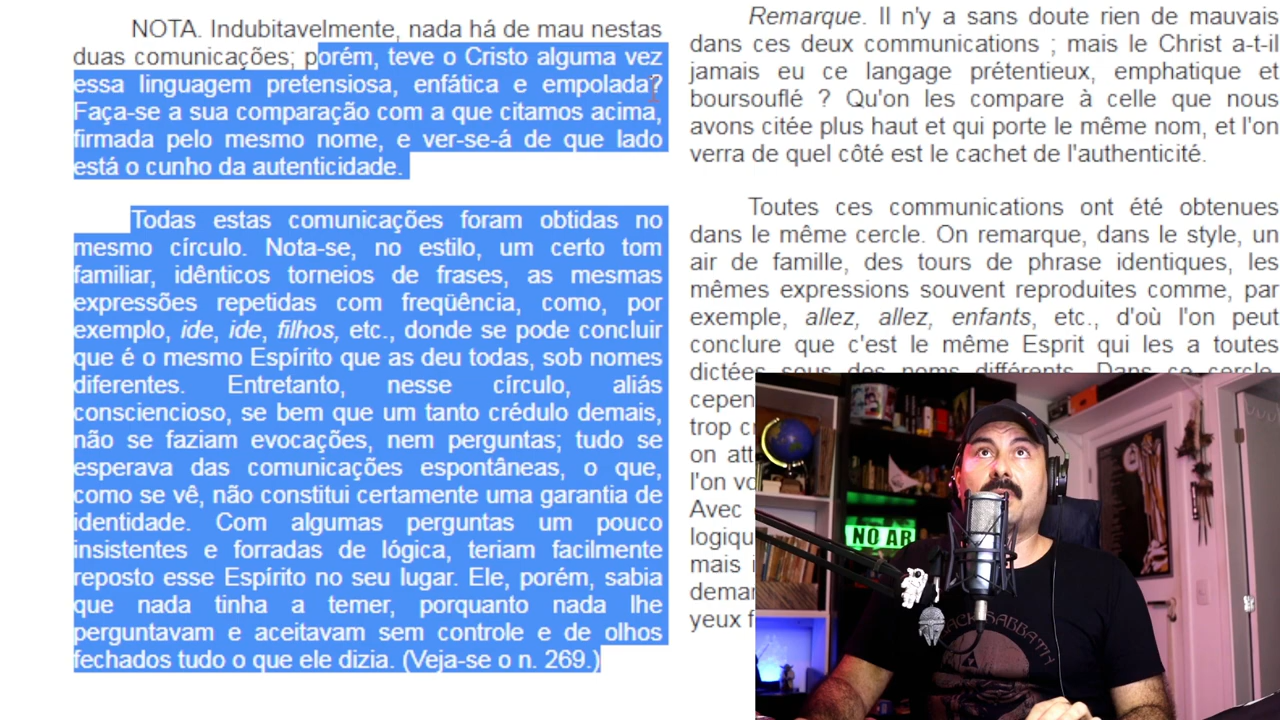 NOTA. Indubitavelmente, nada há de mau nestas
duas comunicações; porém, teve o Cristo alguma vez
essa linguagem pretensiosa, enfática e empolada?
Faça-se a sua comparação com a que citamos acima,
firmada pelo mesmo nome, e ver-se-á de que lado
está o cunho da autenticidade.
Todas estas comunicações foram obtidas no
mesmo círculo. Nota-se, no estilo, um certo tom
familiar, idênticos torneios de frases, as mesmas
expressões repetidas com freqüência, como, por
exemplo, ide, ide, filhos, etc., donde se pode concluir
que é o mesmo Espírito que as deu todas, sob nomes
diferentes. Entretanto, nesse círculo, aliás
consciencioso, se bem que um tanto crédulo demais,
não se faziam evocações, nem perguntas; tudo se
esperava das comunicações espontâneas, o que,
como se vê, não constitui certamente uma garantia de
identidade. Com algumas perguntas um pouco
insistentes e forradas de lógica, teriam facilmente
reposto esse Espírito no seu lugar. Ele, porém, sabia
que nada tinha a temer, porquanto nada lhe
perguntavam e aceitavam sem controle e de olhos
fechados tudo o que ele dizia. (Veja-se o n. 269.)
Remarque. Il n'y a sans doute rien de mauvais
dans ces deux communications ; mais le Christ a-t-il
jamais eu ce langage prétentieux, emphatique et
boursouflé ? Qu'on les compare à celle que nous
avons citée plus haut et qui porte le même nom, et l'on
verra de quel côté est le cachet de l'authenticité.
Toutes ces communications ont été obtenues
dans le même cercle. On remarque, dans le style, un
air de famille, des tours de phrase identiques, les
mêmes expressions souvent reproduites comme, par
exemple, allez, allez, enfants, etc., d'où l'on peut
conclure que c'est le même Esprit qui les a toutes
dictées sous des noms différents. Dans ce cercle,
cepen
trop
on att
l'on vo
Avec
logiqu
mais
deman
yeux f
NO AR
BLACK SABBATH